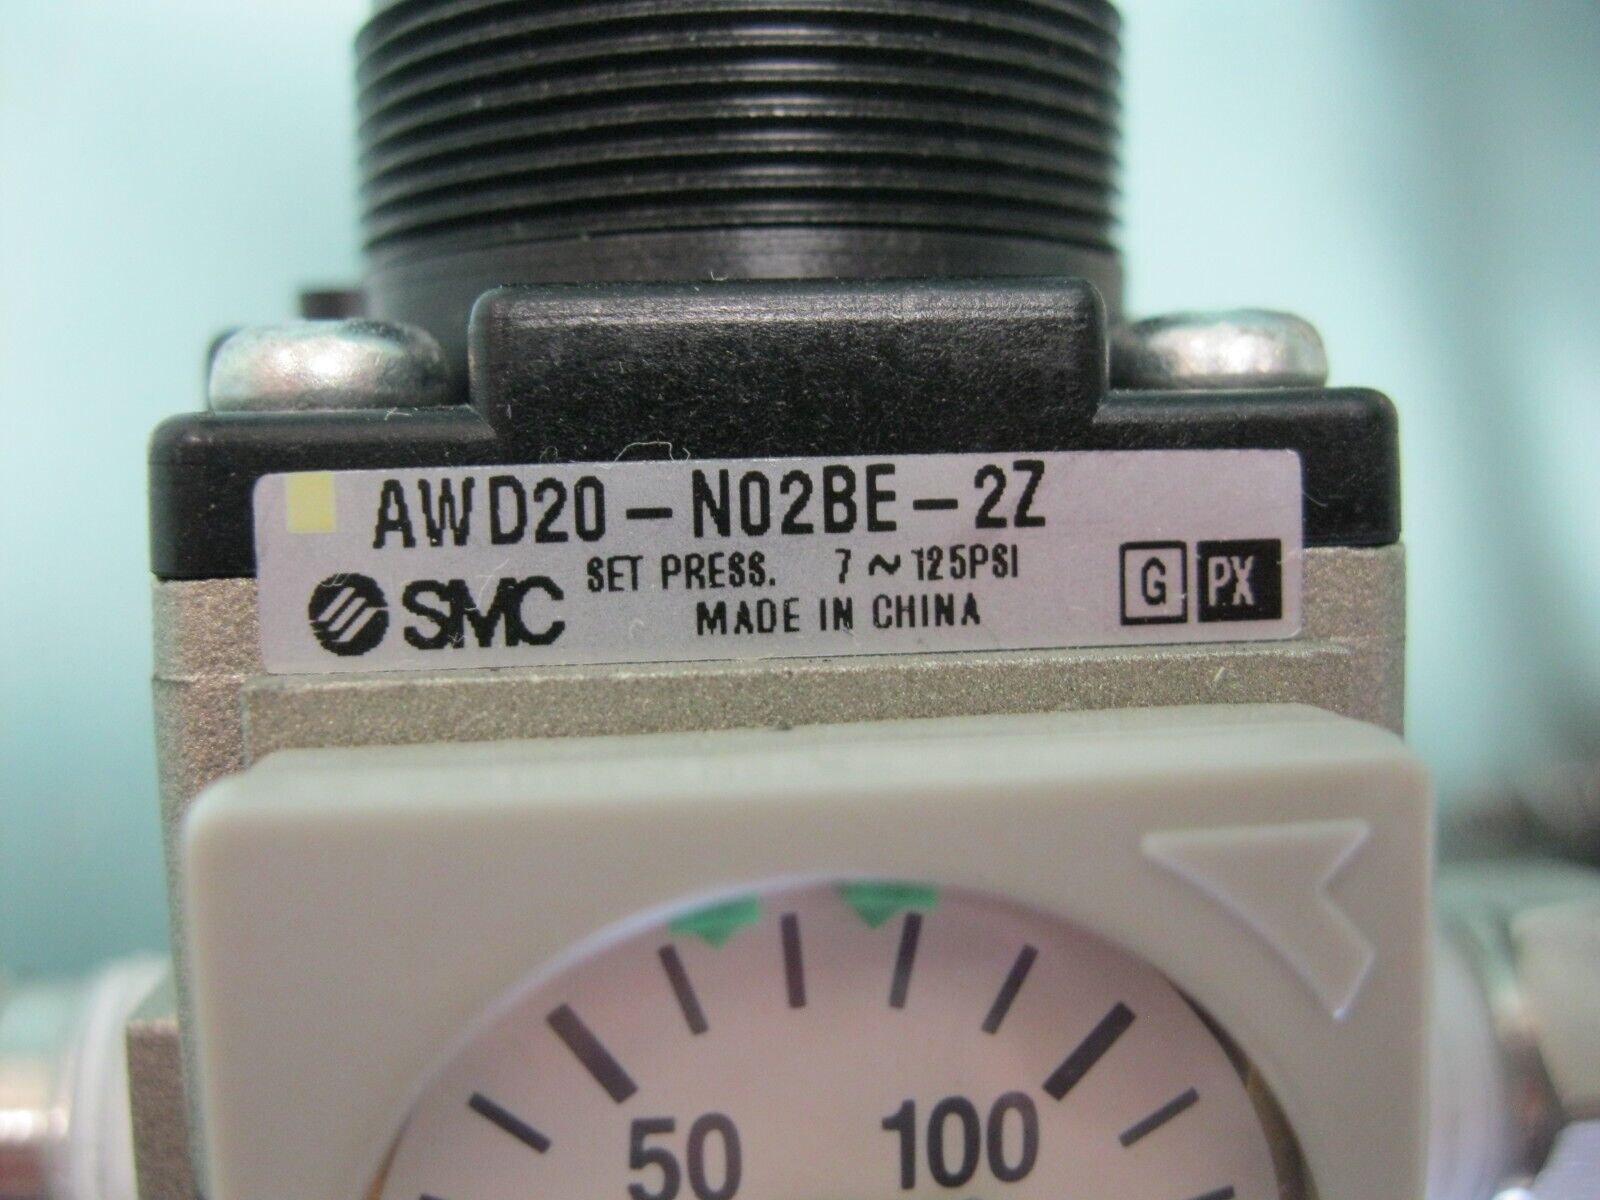 AWD20-N02BE-2Z
SMC SET PRESS. 7~125PSI G PX
MADE IN CHINA
50 100